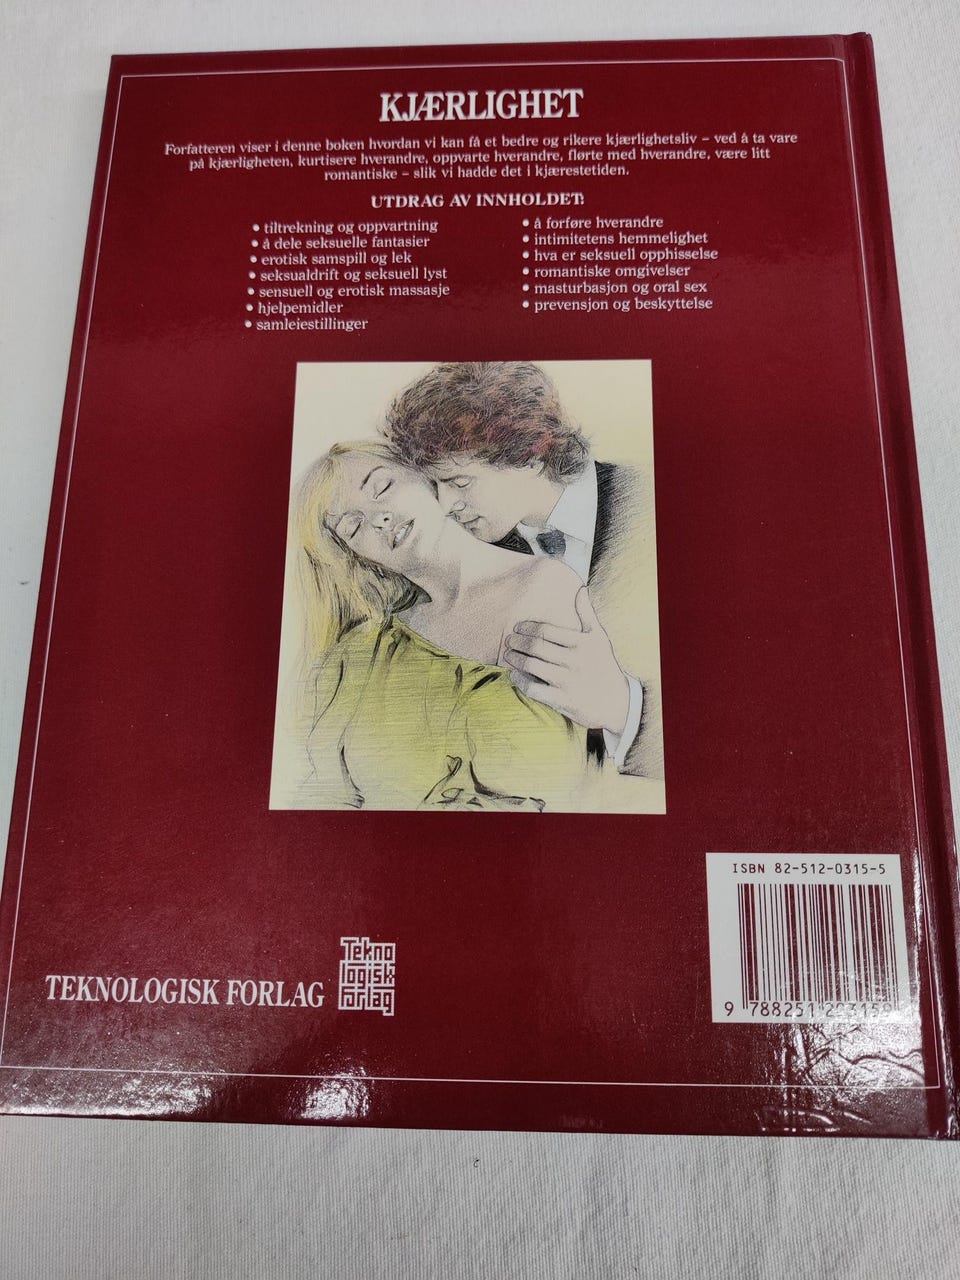 KJÆRLIGHET
Forfatteren viser i denne boken hvordan vi kan få et bedre og rikere kjærlighetsliv – ved å ta vare
på kjærligheten, kurtisere hverandre, oppvarte hverandre, flørte med hverandre, være litt
romantiske – slik vi hadde det i kjærestetiden.
UTDRAG AV INNHOLDET:
• tiltrekning og oppvartning
• å dele seksuelle fantasier
• erotisk samspill og lek
• seksualdrift og seksuell lyst
• sensuell og erotisk massasje
• hjelpemidler
• samleiestillinger
• å forføre hverandre
• intimitetens hemmelighet
• hva er seksuell opphisselse
• romantiske omgivelser
• masturbasjon og oral sex
• prevensjon og beskyttelse
TEKNOLOGISK FORLAG
Tekno
logisk
forlag
ISBN 82-512-0315-5
9 788251 203159